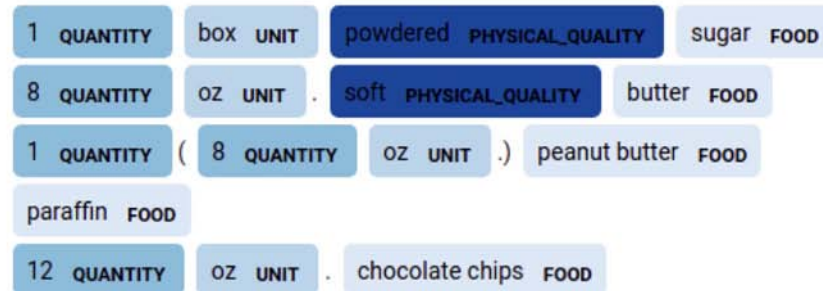 1 QUANTITY box UNIT powdered PHYSICAL_QUALITY sugar FOOD
8 QUANTITY oz UNIT . soft PHYSICAL_QUALITY butter FOOD
1 QUANTITY ( 8 QUANTITY oz UNIT .) peanut butter FOOD
paraffin FOOD
12 QUANTITY oz UNIT . chocolate chips FOOD